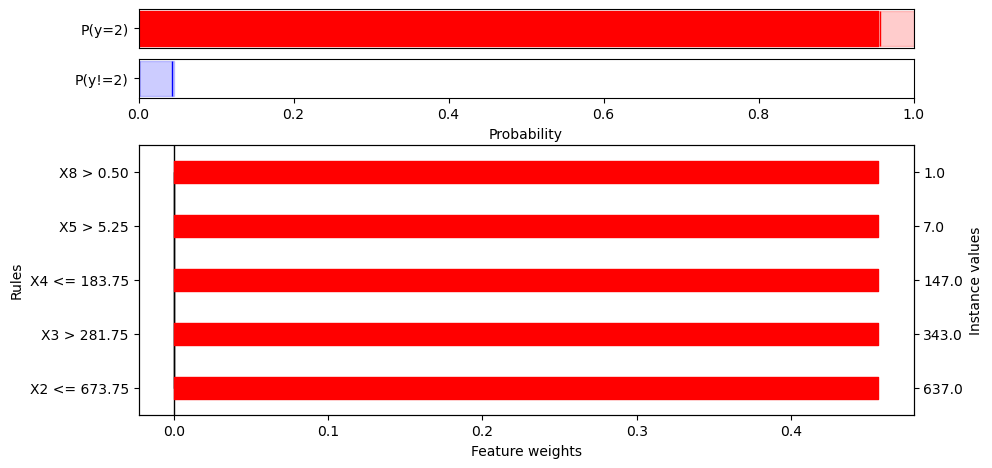 P(y=2)
P(y!=2)
0.0 0.2 0.4 0.6 0.8 1.0
Probability
X8 > 0.50 1.0
X5 > 5.25 7.0
X4 <= 183.75 147.0
X3 > 281.75 343.0
X2 <= 673.75 637.0
Rules
Instance values
0.0 0.1 0.2 0.3 0.4
Feature weights